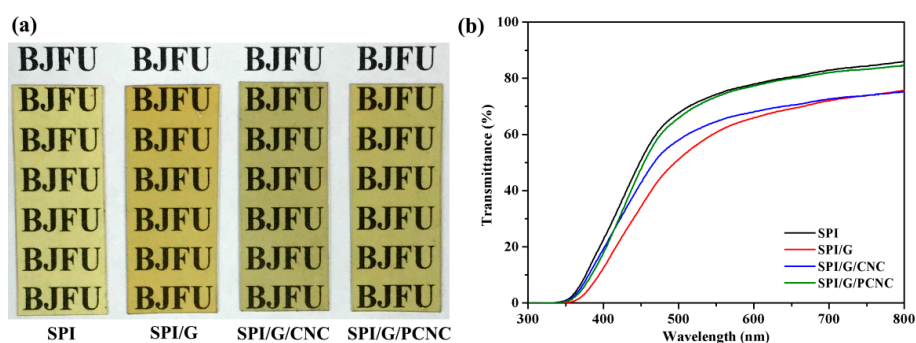 (a)
BJFU BJFU BJFU BJFU
BJFU BJFU BJFU BJFU
BJFU BJFU BJFU BJFU
BJFU BJFU BJFU BJFU
BJFU BJFU BJFU BJFU
BJFU BJFU BJFU BJFU
BJFU BJFU BJFU BJFU
SPI SPI/G SPI/G/CNC SPI/G/PCNC
(b)
100
80
60
40
20
0
Transmittance (%)
SPI
SPI/G
SPI/G/CNC
SPI/G/PCNC
300 400 500 600 700 800
Wavelength (nm)